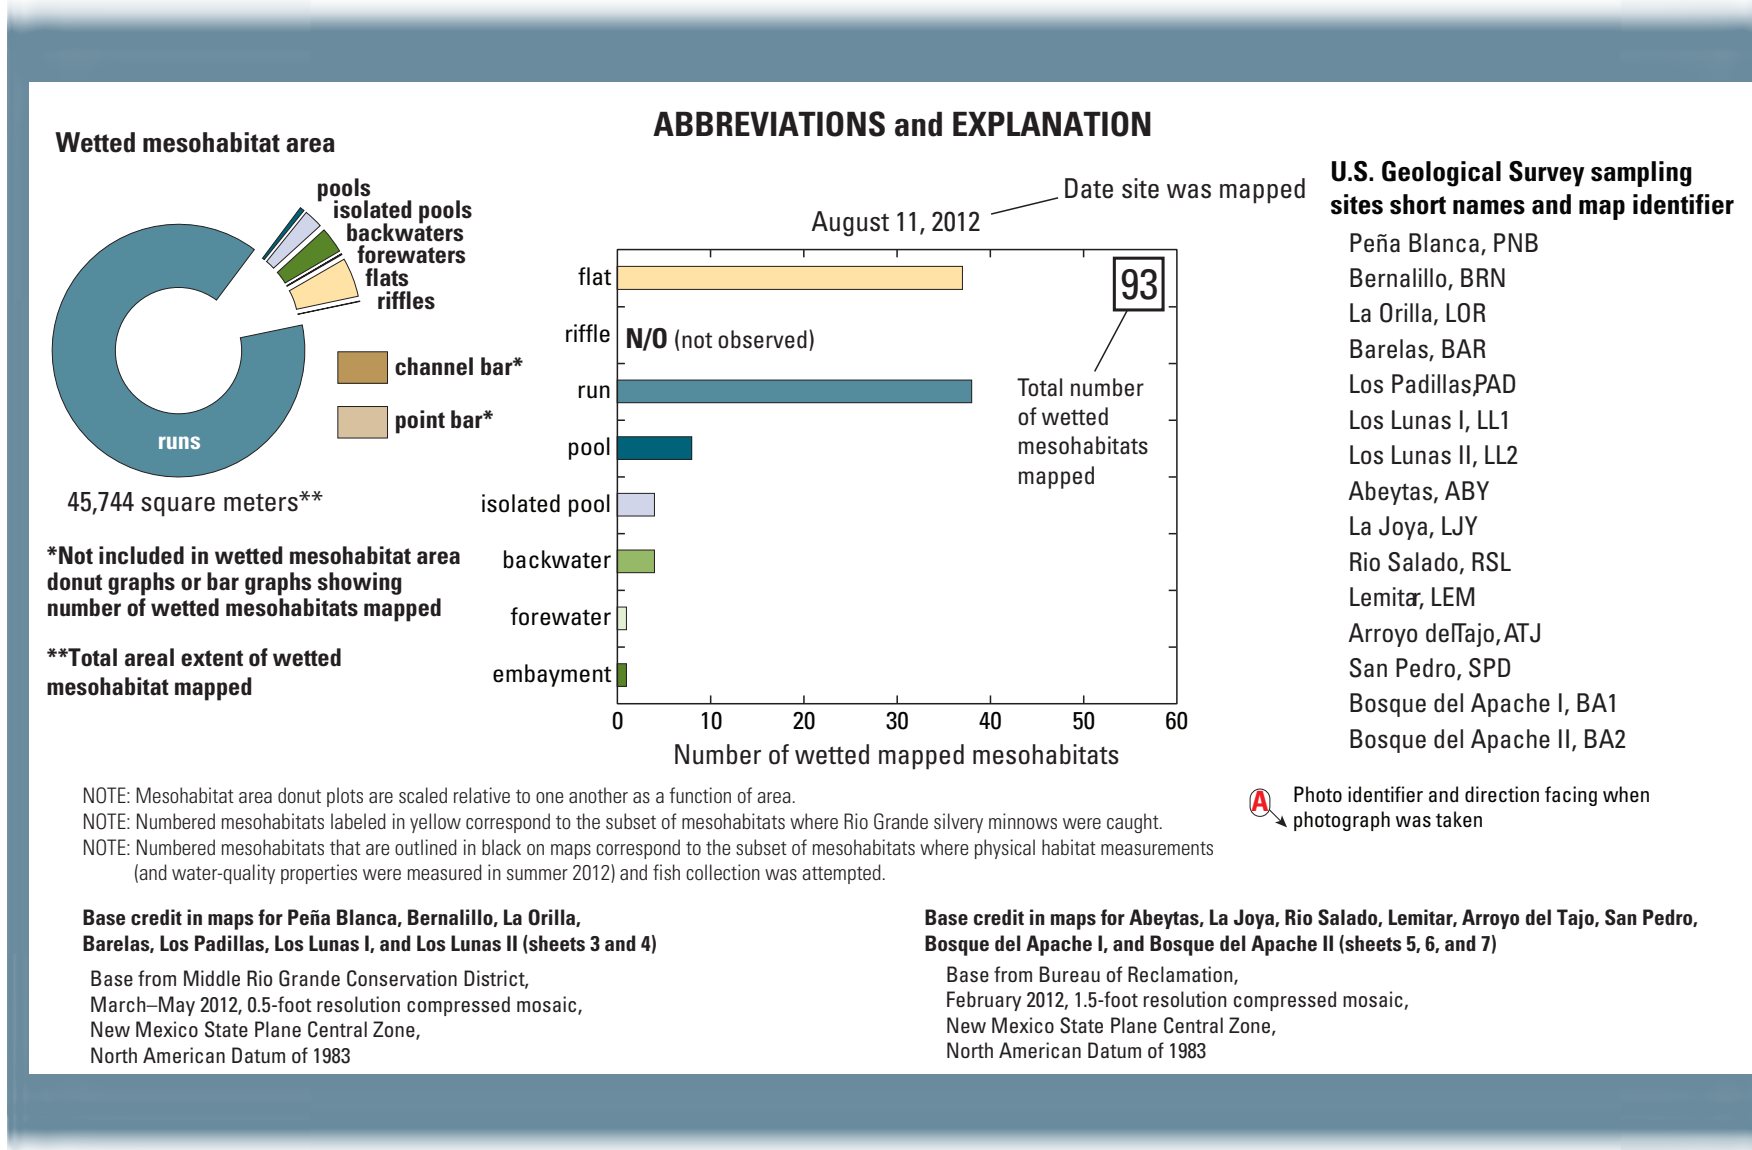 ABBREVIATIONS and EXPLANATION
Wetted mesohabitat area
pools
isolated pools
backwaters
forewaters
flats
riffles
runs
channel bar*
point bar*
45,744 square meters**
*Not included in wetted mesohabitat area
donut graphs or bar graphs showing
number of wetted mesohabitats mapped
**Total areal extent of wetted
mesohabitat mapped
Date site was mapped
August 11, 2012
flat
93
riffle
N/O (not observed)
run
Total number
of wetted
mesohabitats
mapped
pool
isolated pool
backwater
forewater
embayment
0 10 20 30 40 50 60
Number of wetted mapped mesohabitats
U.S. Geological Survey sampling
sites short names and map identifier
Peña Blanca, PNB
Bernalillo, BRN
La Orilla, LOR
Barelas, BAR
Los Padillas,PAD
Los Lunas I, LL1
Los Lunas II, LL2
Abeytas, ABY
La Joya, LJY
Rio Salado, RSL
Lemitar, LEM
Arroyo del Tajo, ATJ
San Pedro, SPD
Bosque del Apache I, BA1
Bosque del Apache II, BA2
A
Photo identifier and direction facing when
photograph was taken
NOTE: Mesohabitat area donut plots are scaled relative to one another as a function of area.
NOTE: Numbered mesohabitats labeled in yellow correspond to the subset of mesohabitats where Rio Grande silvery minnows were caught.
NOTE: Numbered mesohabitats that are outlined in black on maps correspond to the subset of mesohabitats where physical habitat measurements
(and water-quality properties were measured in summer 2012) and fish collection was attempted.
Base credit in maps for Peña Blanca, Bernalillo, La Orilla,
Barelas, Los Padillas, Los Lunas I, and Los Lunas II (sheets 3 and 4)
Base from Middle Rio Grande Conservation District,
March–May 2012, 0.5-foot resolution compressed mosaic,
New Mexico State Plane Central Zone,
North American Datum of 1983
Base credit in maps for Abeytas, La Joya, Rio Salado, Lemitar, Arroyo del Tajo, San Pedro,
Bosque del Apache I, and Bosque del Apache II (sheets 5, 6, and 7)
Base from Bureau of Reclamation,
February 2012, 1.5-foot resolution compressed mosaic,
New Mexico State Plane Central Zone,
North American Datum of 1983